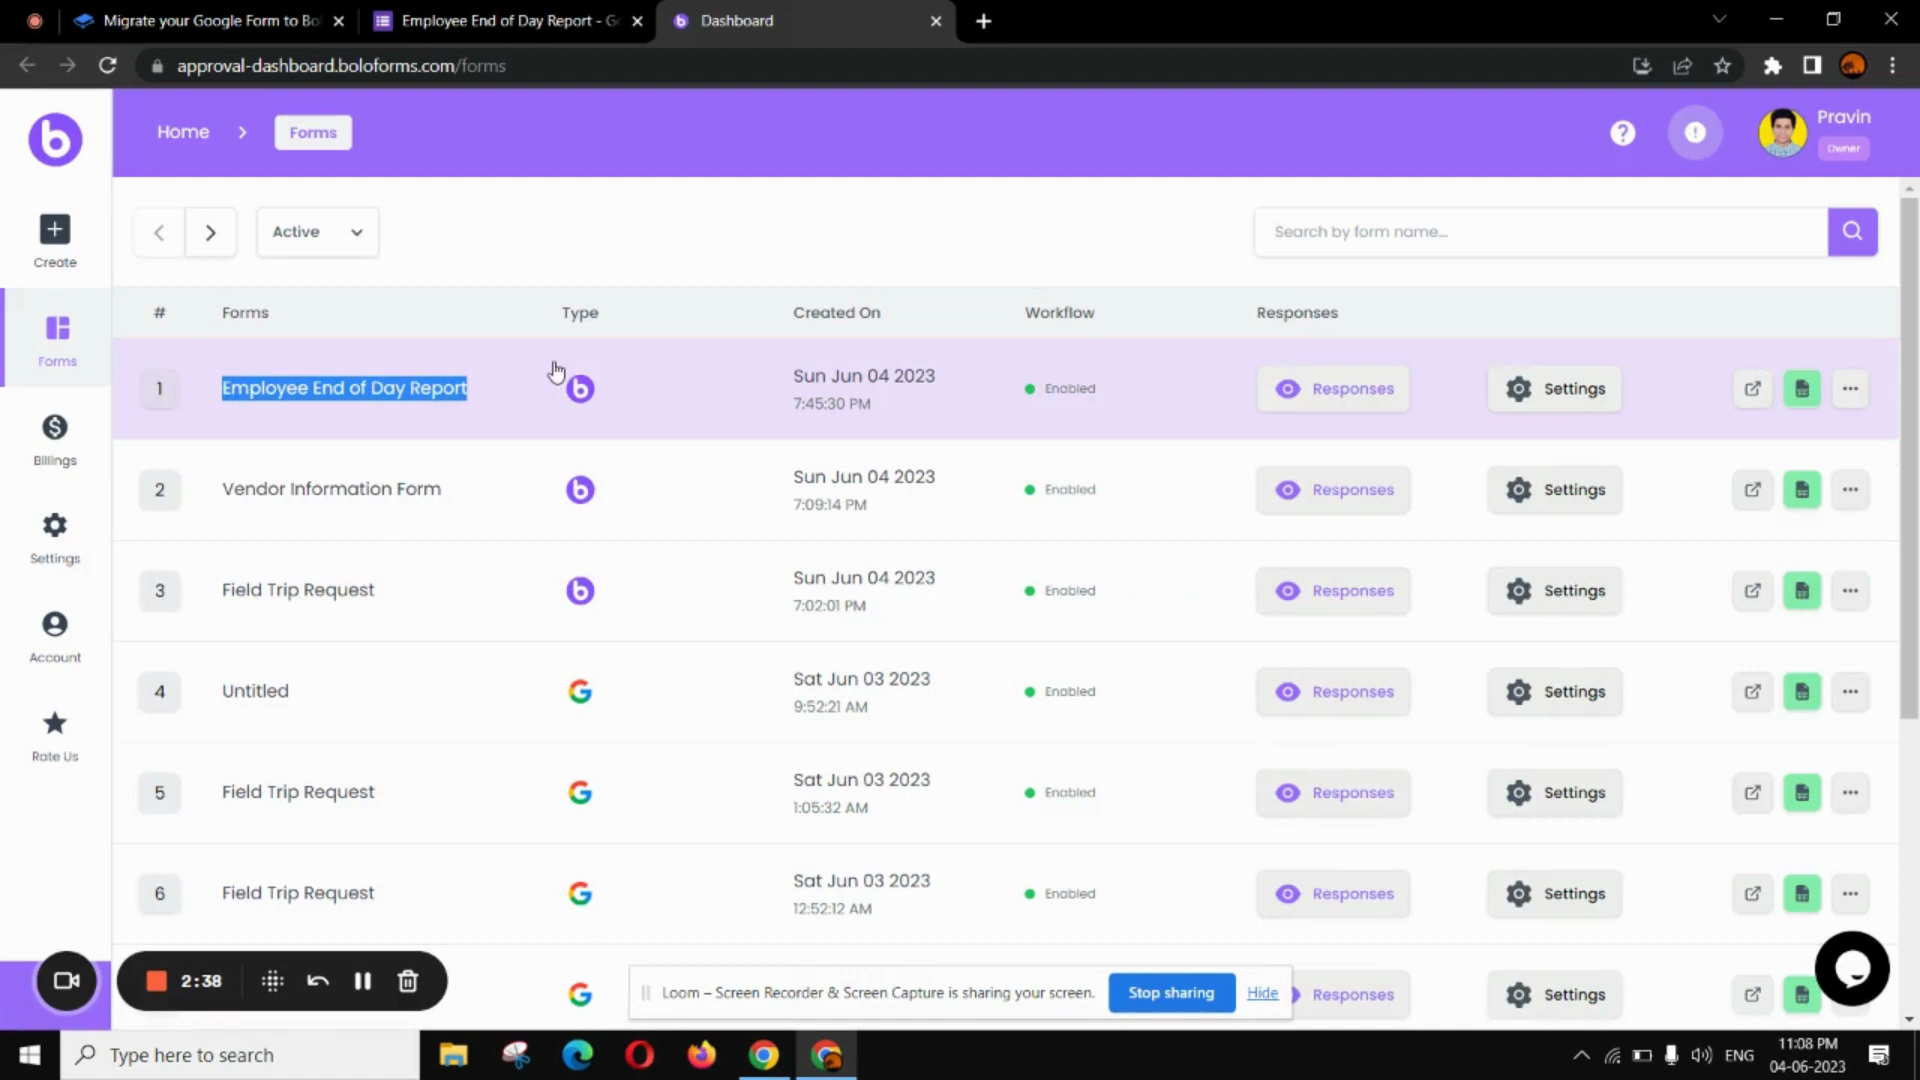 Migrate your Google Form to Bo
Employee End of Day Report - G
Dashboard
approval-dashboard.boloforms.com/forms
Home > Forms
Pravin
Owner
Create
Forms
Billings
Settings
Account
Rate Us
Active
Search by form name...
# Forms Type Created On Workflow Responses
1 Employee End of Day Report b Sun Jun 04 2023 Enabled Responses Settings
7:45:30 PM
2 Vendor Information Form b Sun Jun 04 2023 Enabled Responses Settings
7:09:14 PM
3 Field Trip Request b Sun Jun 04 2023 Enabled Responses Settings
7:02:01 PM
4 Untitled G Sat Jun 03 2023 Enabled Responses Settings
9:52:21 AM
5 Field Trip Request G Sat Jun 03 2023 Enabled Responses Settings
1:05:32 AM
6 Field Trip Request G Sat Jun 03 2023 Enabled Responses Settings
12:52:12 AM
G Responses Settings
2:38
Loom – Screen Recorder & Screen Capture is sharing your screen. Stop sharing Hide
Type here to search
ENG
11:08 PM
04-06-2023